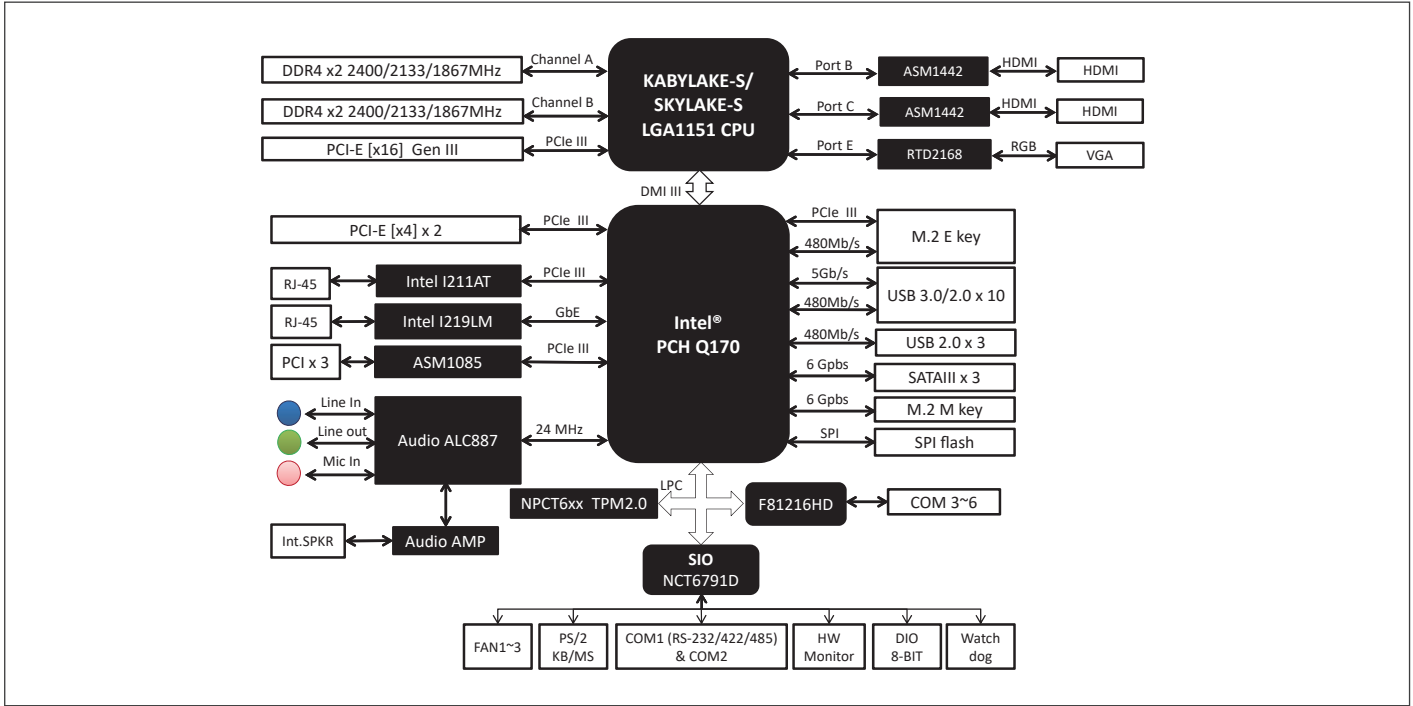 DDR4 x2 2400/2133/1867MHz
Channel A
DDR4 x2 2400/2133/1867MHz
Channel B
PCI-E [x16] Gen III
PCIe III
KABYLAKE-S/
SKYLAKE-S
LGA1151 CPU
Port B
ASM1442
HDMI
HDMI
Port C
ASM1442
HDMI
HDMI
Port E
RTD2168
RGB
VGA
DMI III
PCI-E [x4] x 2
PCIe III
RJ-45
Intel I211AT
PCIe III
RJ-45
Intel I219LM
GbE
PCI x 3
ASM1085
PCIe III
Line In
Line out
Mic In
Audio ALC887
24 MHz
Int.SPKR
Audio AMP
Intel®
PCH Q170
PCIe III
480Mb/s
M.2 E key
5Gb/s
480Mb/s
USB 3.0/2.0 x 10
480Mb/s
USB 2.0 x 3
6 Gpbs
SATAIII x 3
6 Gpbs
M.2 M key
SPI
SPI flash
LPC
NPCT6xx TPM2.0
F81216HD
COM 3~6
SIO
NCT6791D
FAN1~3
PS/2
KB/MS
COM1 (RS-232/422/485)
& COM2
HW
Monitor
DIO
8-BIT
Watch
dog